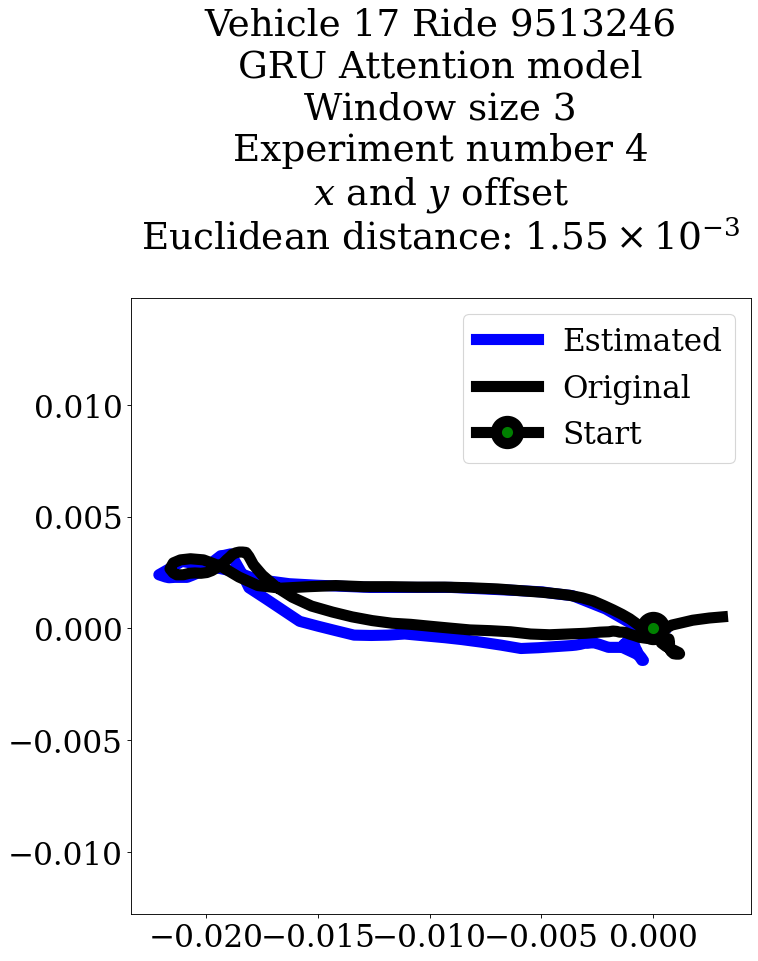 Vehicle 17 Ride 9513246
GRU Attention model
Window size 3
Experiment number 4
x and y offset
Euclidean distance: 1.55 × 10⁻³
Estimated
Original
Start
0.010
0.005
0.000
−0.005
−0.010
−0.020 −0.015 −0.010 −0.005 0.000